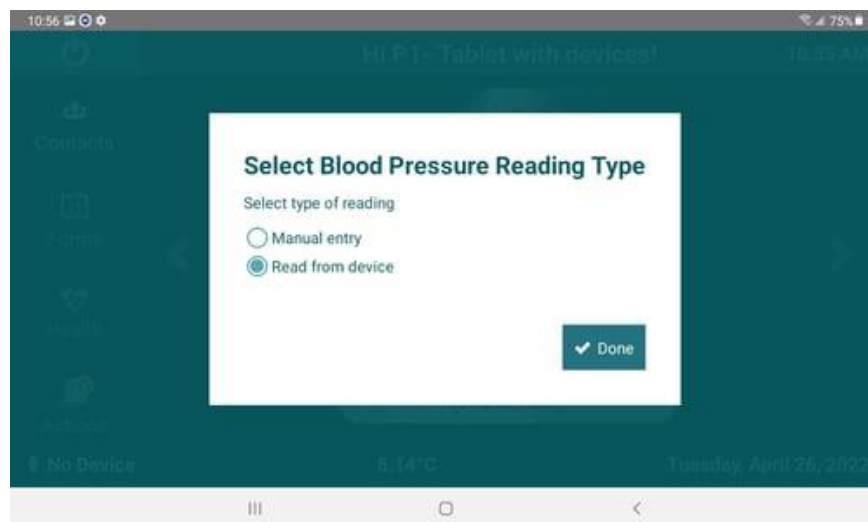 10:56
75%
HI P1- Tablet with devices!
10:55 AM
Contacts
Forms
Health
Select Blood Pressure Reading Type
Select type of reading
Manual entry
Read from device
Done
No Device
8.14°C
Tuesday, April 26, 2022